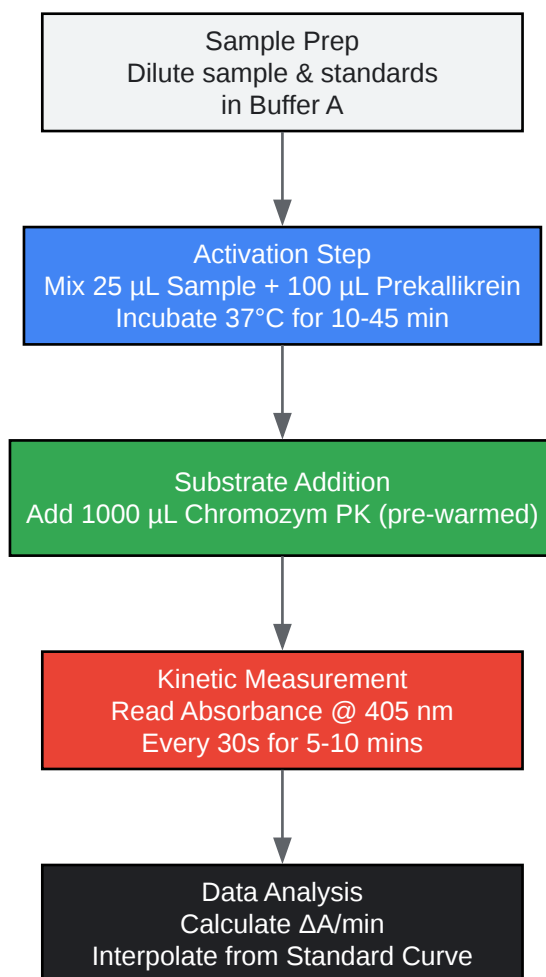 Sample Prep
Dilute sample & standards
in Buffer A
Activation Step
Mix 25 µL Sample + 100 µL Prekallikrein
Incubate 37°C for 10-45 min
Substrate Addition
Add 1000 µL Chromozym PK (pre-warmed)
Kinetic Measurement
Read Absorbance @ 405 nm
Every 30s for 5-10 mins
Data Analysis
Calculate ΔA/min
Interpolate from Standard Curve